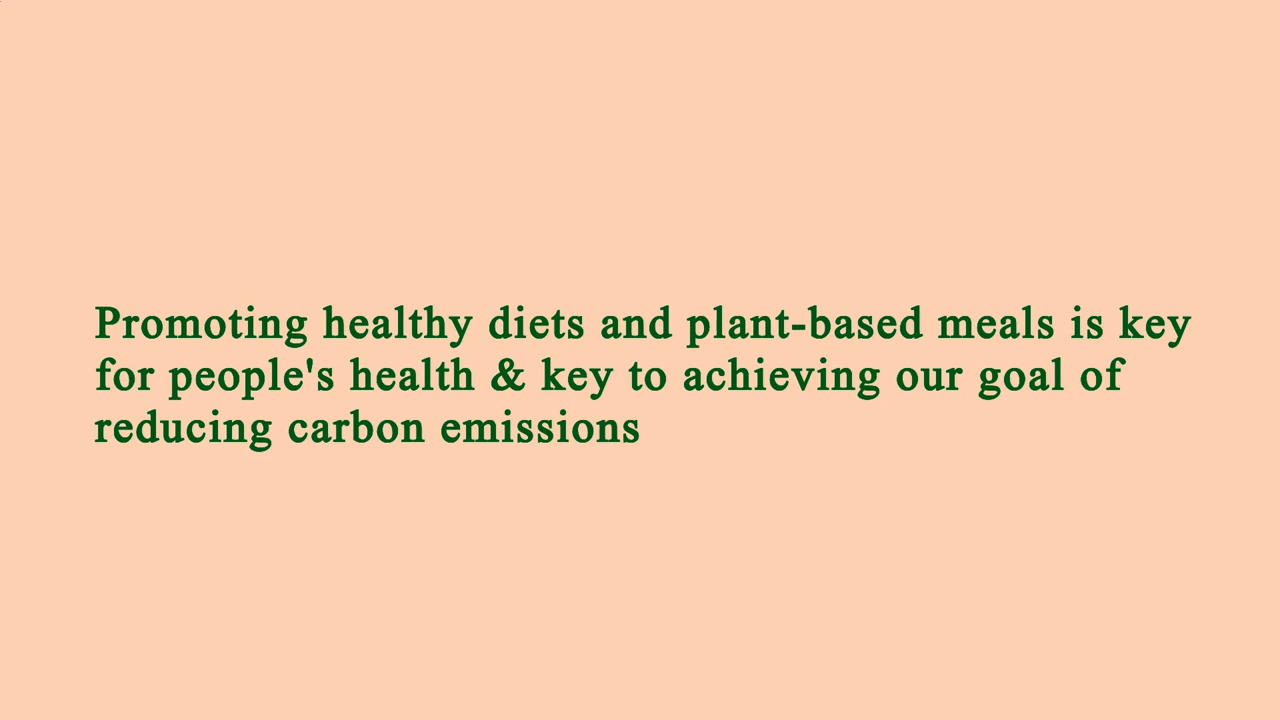 Promoting healthy diets and plant-based meals is key
for people's health & key to achieving our goal of
reducing carbon emissions